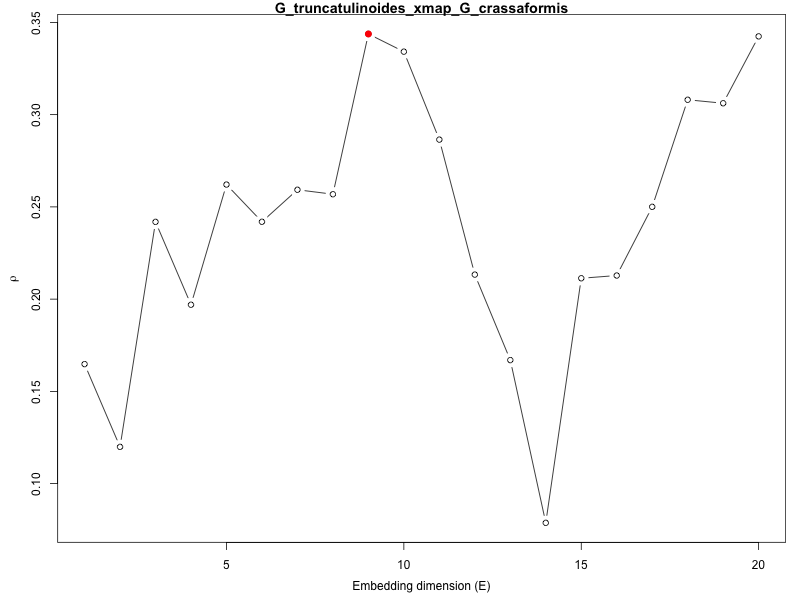 G_truncatulinoides_xmap_G_crassaformis
0.35
0.30
0.25
0.20
0.15
0.10
ρ
5 10 15 20
Embedding dimension (E)